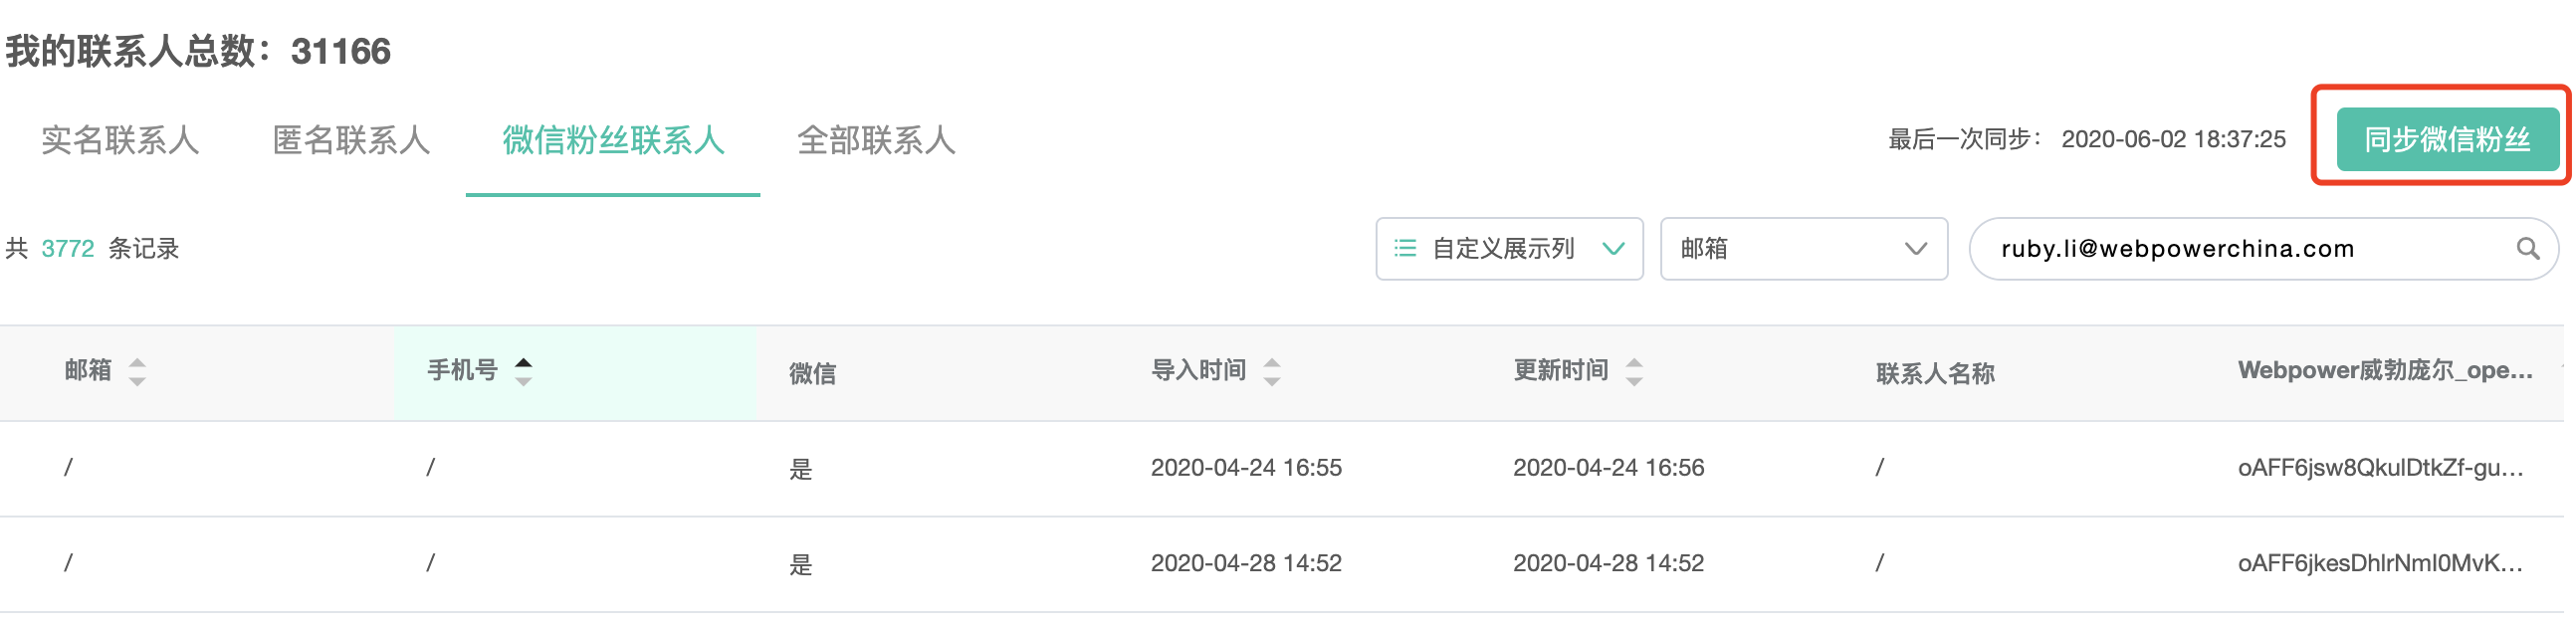 我的联系人总数：31166
实名联系人 匿名联系人 微信粉丝联系人 全部联系人 最后一次同步： 2020-06-02 18:37:25 同步微信粉丝
共 3772 条记录 自定义展示列 邮箱 ruby.li@webpowerchina.com
邮箱 手机号 微信 导入时间 更新时间 联系人名称 Webpower威勃庞尔_ope...
/ / 是 2020-04-24 16:55 2020-04-24 16:56 / oAFF6jsw8QkulDtkZf-gu...
/ / 是 2020-04-28 14:52 2020-04-28 14:52 / oAFF6jkesDhlrNml0MvK...